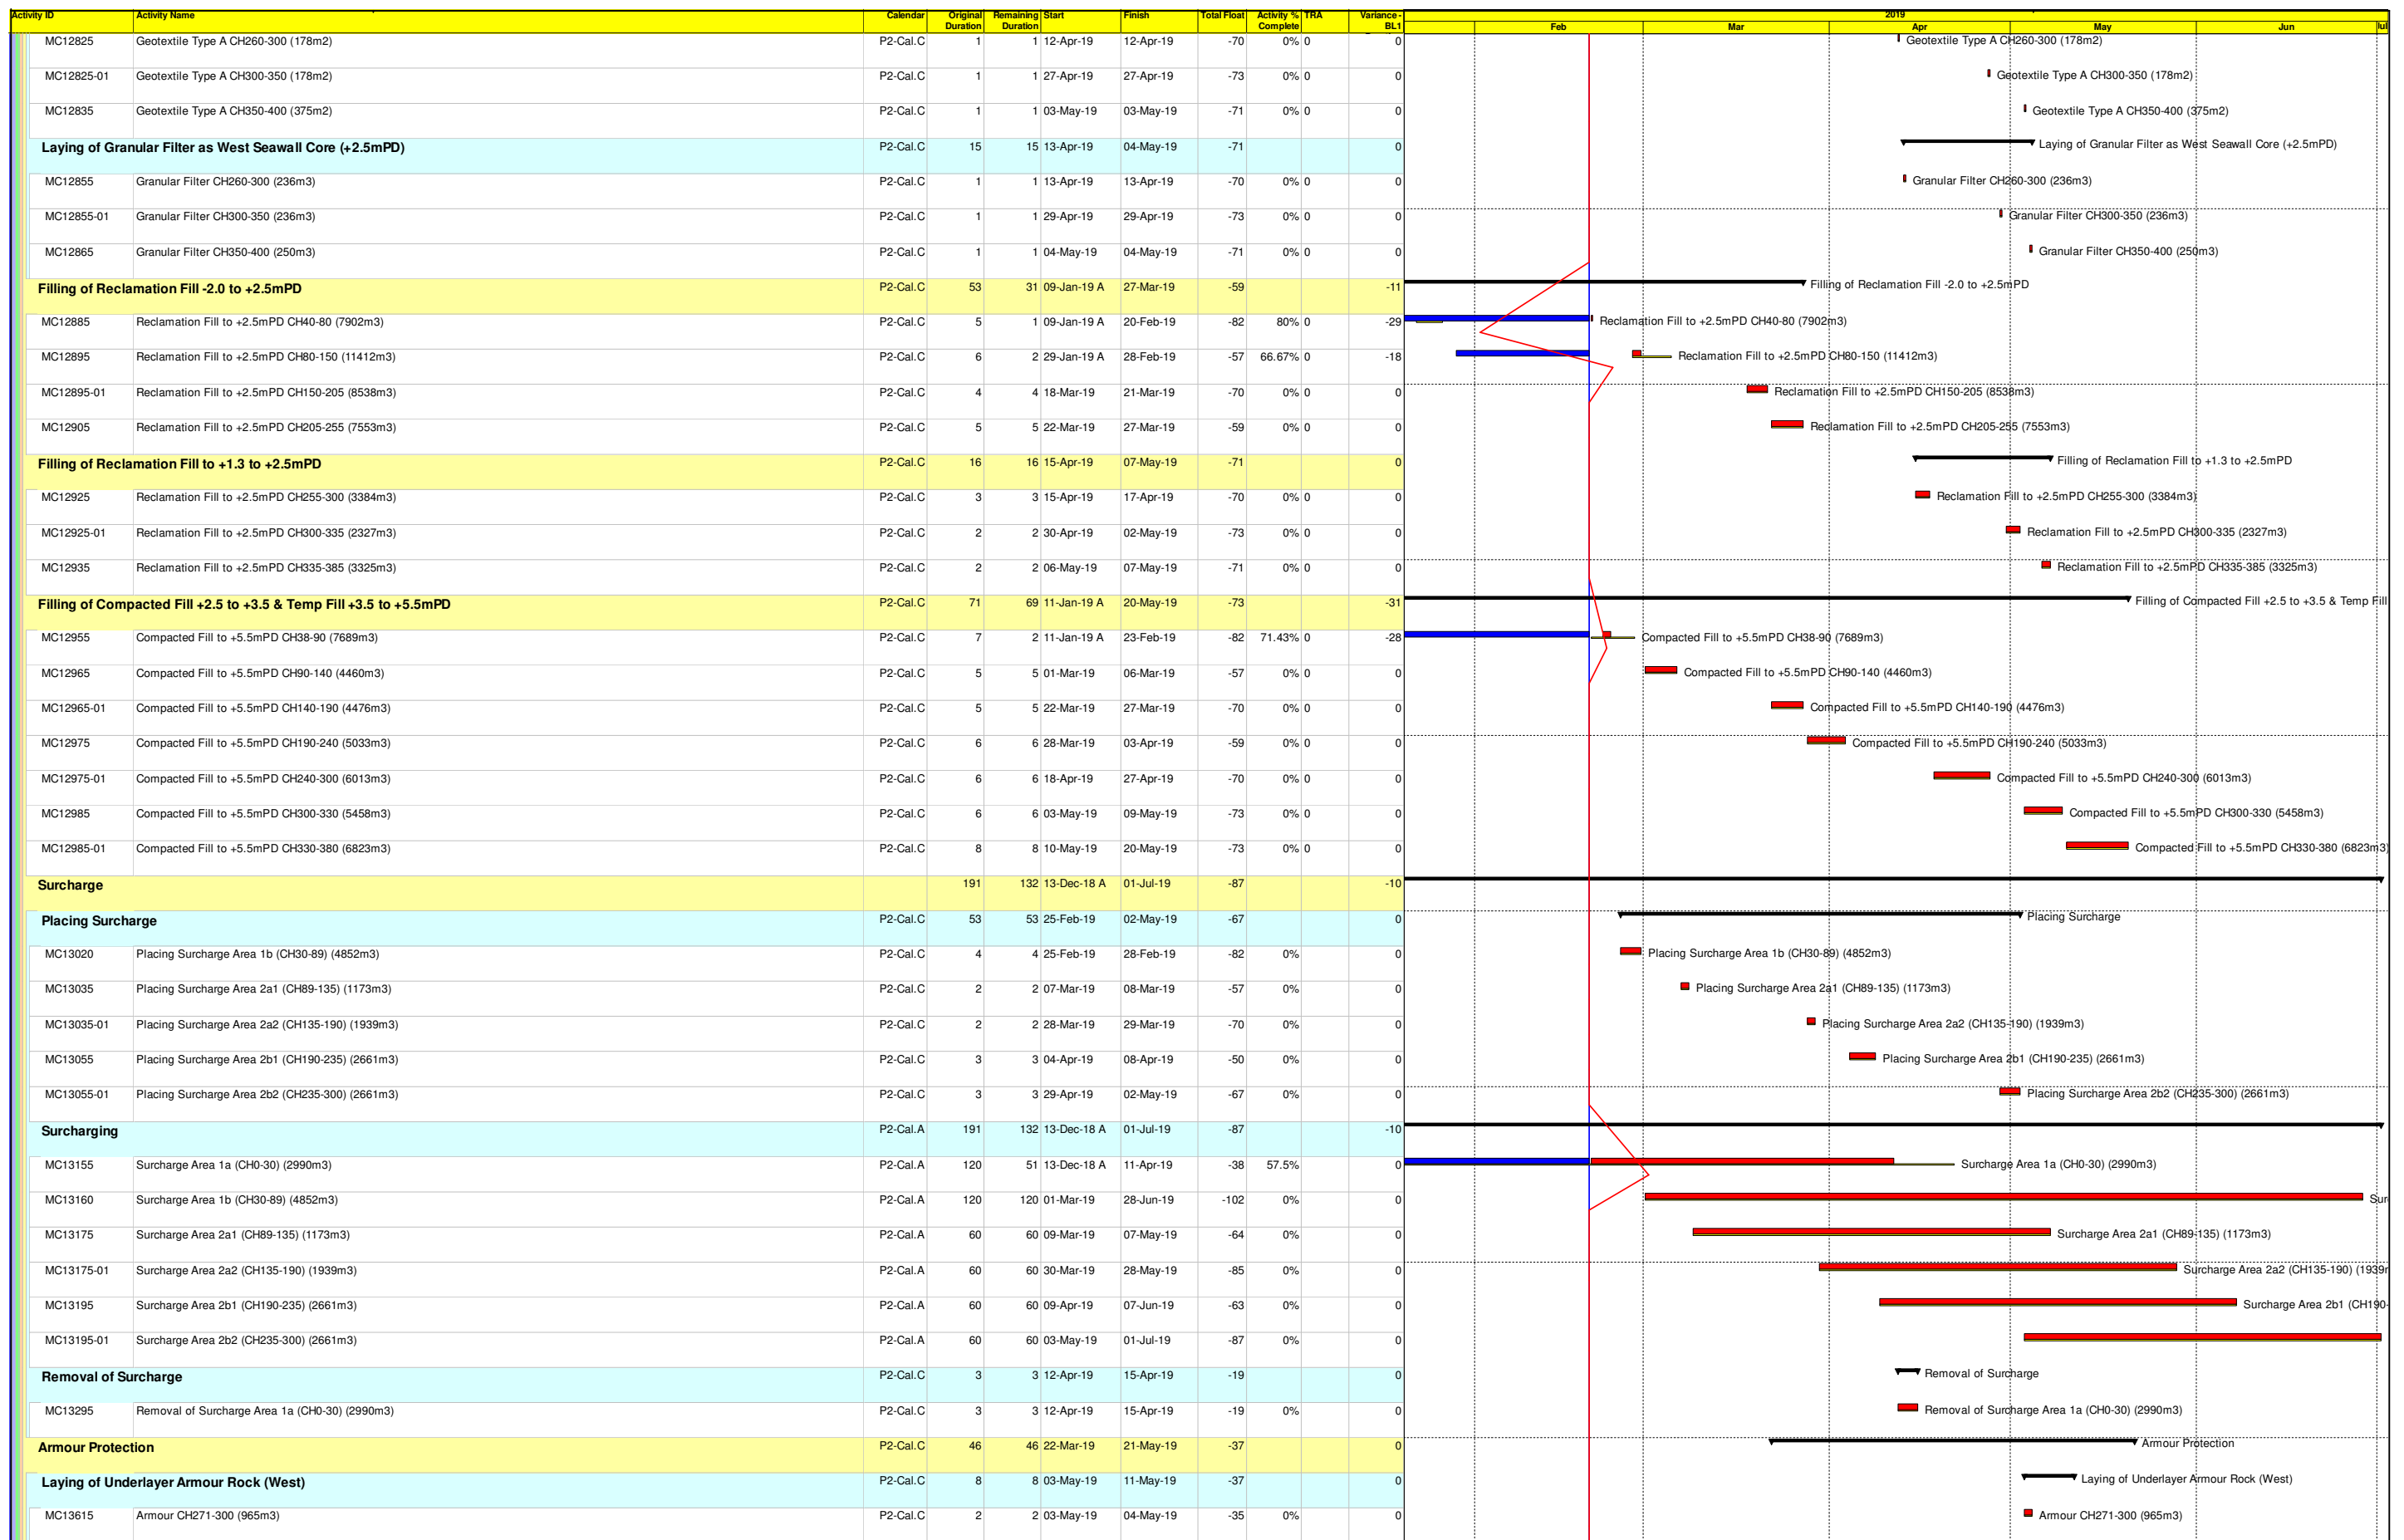 Activity ID Activity Name Calendar Original Duration Remaining Duration Start Finish Total Float Activity % Complete TRA Variance - BL1 2019
Feb Mar Apr May Jun
MC12825 Geotextile Type A CH260-300 (178m2) P2-Cal.C 1 1 12-Apr-19 12-Apr-19 -70 0% 0 0 Geotextile Type A CH260-300 (178m2)
MC12825-01 Geotextile Type A CH300-350 (178m2) P2-Cal.C 1 1 27-Apr-19 27-Apr-19 -73 0% 0 0 Geotextile Type A CH300-350 (178m2)
MC12835 Geotextile Type A CH350-400 (375m2) P2-Cal.C 1 1 03-May-19 03-May-19 -71 0% 0 0 Geotextile Type A CH350-400 (375m2)
Laying of Granular Filter as West Seawall Core (+2.5mPD) P2-Cal.C 15 15 13-Apr-19 04-May-19 -71 0 Laying of Granular Filter as West Seawall Core (+2.5mPD)
MC12855 Granular Filter CH260-300 (236m3) P2-Cal.C 1 1 13-Apr-19 13-Apr-19 -70 0% 0 0 Granular Filter CH260-300 (236m3)
MC12855-01 Granular Filter CH300-350 (236m3) P2-Cal.C 1 1 29-Apr-19 29-Apr-19 -73 0% 0 0 Granular Filter CH300-350 (236m3)
MC12865 Granular Filter CH350-400 (250m3) P2-Cal.C 1 1 04-May-19 04-May-19 -71 0% 0 0 Granular Filter CH350-400 (250m3)
Filling of Reclamation Fill -2.0 to +2.5mPD P2-Cal.C 53 31 09-Jan-19 A 27-Mar-19 -59 -11 Filling of Reclamation Fill -2.0 to +2.5mPD
MC12885 Reclamation Fill to +2.5mPD CH40-80 (7902m3) P2-Cal.C 5 1 09-Jan-19 A 20-Feb-19 -82 80% 0 -29 Reclamation Fill to +2.5mPD CH40-80 (7902m3)
MC12895 Reclamation Fill to +2.5mPD CH80-150 (11412m3) P2-Cal.C 6 2 29-Jan-19 A 28-Feb-19 -57 66.67% 0 -18 Reclamation Fill to +2.5mPD CH80-150 (11412m3)
MC12895-01 Reclamation Fill to +2.5mPD CH150-205 (8538m3) P2-Cal.C 4 4 18-Mar-19 21-Mar-19 -70 0% 0 0 Reclamation Fill to +2.5mPD CH150-205 (8538m3)
MC12905 Reclamation Fill to +2.5mPD CH205-255 (7553m3) P2-Cal.C 5 5 22-Mar-19 27-Mar-19 -59 0% 0 0 Reclamation Fill to +2.5mPD CH205-255 (7553m3)
Filling of Reclamation Fill to +1.3 to +2.5mPD P2-Cal.C 16 16 15-Apr-19 07-May-19 -71 0 Filling of Reclamation Fill to +1.3 to +2.5mPD
MC12925 Reclamation Fill to +2.5mPD CH255-300 (3384m3) P2-Cal.C 3 3 15-Apr-19 17-Apr-19 -70 0% 0 0 Reclamation Fill to +2.5mPD CH255-300 (3384m3)
MC12925-01 Reclamation Fill to +2.5mPD CH300-335 (2327m3) P2-Cal.C 2 2 30-Apr-19 02-May-19 -73 0% 0 0 Reclamation Fill to +2.5mPD CH300-335 (2327m3)
MC12935 Reclamation Fill to +2.5mPD CH335-385 (3325m3) P2-Cal.C 2 2 06-May-19 07-May-19 -71 0% 0 0 Reclamation Fill to +2.5mPD CH335-385 (3325m3)
Filling of Compacted Fill +2.5 to +3.5 & Temp Fill +3.5 to +5.5mPD P2-Cal.C 71 69 11-Jan-19 A 20-May-19 -73 -31 Filling of Compacted Fill +2.5 to +3.5 & Temp Fill
MC12955 Compacted Fill to +5.5mPD CH38-90 (7689m3) P2-Cal.C 7 2 11-Jan-19 A 23-Feb-19 -82 71.43% 0 -28 Compacted Fill to +5.5mPD CH38-90 (7689m3)
MC12965 Compacted Fill to +5.5mPD CH90-140 (4460m3) P2-Cal.C 5 5 01-Mar-19 06-Mar-19 -57 0% 0 0 Compacted Fill to +5.5mPD CH90-140 (4460m3)
MC12965-01 Compacted Fill to +5.5mPD CH140-190 (4476m3) P2-Cal.C 5 5 22-Mar-19 27-Mar-19 -70 0% 0 0 Compacted Fill to +5.5mPD CH140-190 (4476m3)
MC12975 Compacted Fill to +5.5mPD CH190-240 (5033m3) P2-Cal.C 6 6 28-Mar-19 03-Apr-19 -59 0% 0 0 Compacted Fill to +5.5mPD CH190-240 (5033m3)
MC12975-01 Compacted Fill to +5.5mPD CH240-300 (6013m3) P2-Cal.C 6 6 18-Apr-19 27-Apr-19 -70 0% 0 0 Compacted Fill to +5.5mPD CH240-300 (6013m3)
MC12985 Compacted Fill to +5.5mPD CH300-330 (5458m3) P2-Cal.C 6 6 03-May-19 09-May-19 -73 0% 0 0 Compacted Fill to +5.5mPD CH300-330 (5458m3)
MC12985-01 Compacted Fill to +5.5mPD CH330-380 (6823m3) P2-Cal.C 8 8 10-May-19 20-May-19 -73 0% 0 0 Compacted Fill to +5.5mPD CH330-380 (6823m3)
Surcharge 191 132 13-Dec-18 A 01-Jul-19 -87 -10
Placing Surcharge P2-Cal.C 53 53 25-Feb-19 02-May-19 -67 0 Placing Surcharge
MC13020 Placing Surcharge Area 1b (CH30-89) (4852m3) P2-Cal.C 4 4 25-Feb-19 28-Feb-19 -82 0% 0 Placing Surcharge Area 1b (CH30-89) (4852m3)
MC13035 Placing Surcharge Area 2a1 (CH89-135) (1173m3) P2-Cal.C 2 2 07-Mar-19 08-Mar-19 -57 0% 0 Placing Surcharge Area 2a1 (CH89-135) (1173m3)
MC13035-01 Placing Surcharge Area 2a2 (CH135-190) (1939m3) P2-Cal.C 2 2 28-Mar-19 29-Mar-19 -70 0% 0 Placing Surcharge Area 2a2 (CH135-190) (1939m3)
MC13055 Placing Surcharge Area 2b1 (CH190-235) (2661m3) P2-Cal.C 3 3 04-Apr-19 08-Apr-19 -50 0% 0 Placing Surcharge Area 2b1 (CH190-235) (2661m3)
MC13055-01 Placing Surcharge Area 2b2 (CH235-300) (2661m3) P2-Cal.C 3 3 29-Apr-19 02-May-19 -67 0% 0 Placing Surcharge Area 2b2 (CH235-300) (2661m3)
Surcharging P2-Cal.A 191 132 13-Dec-18 A 01-Jul-19 -87 -10
MC13155 Surcharge Area 1a (CH0-30) (2990m3) P2-Cal.A 120 51 13-Dec-18 A 11-Apr-19 -38 57.5% 0 Surcharge Area 1a (CH0-30) (2990m3)
MC13160 Surcharge Area 1b (CH30-89) (4852m3) P2-Cal.A 120 120 01-Mar-19 28-Jun-19 -102 0% 0 Sur
MC13175 Surcharge Area 2a1 (CH89-135) (1173m3) P2-Cal.A 60 60 09-Mar-19 07-May-19 -64 0% 0 Surcharge Area 2a1 (CH89-135) (1173m3)
MC13175-01 Surcharge Area 2a2 (CH135-190) (1939m3) P2-Cal.A 60 60 30-Mar-19 28-May-19 -85 0% 0 Surcharge Area 2a2 (CH135-190) (1939
MC13195 Surcharge Area 2b1 (CH190-235) (2661m3) P2-Cal.A 60 60 09-Apr-19 07-Jun-19 -63 0% 0 Surcharge Area 2b1 (CH190-
MC13195-01 Surcharge Area 2b2 (CH235-300) (2661m3) P2-Cal.A 60 60 03-May-19 01-Jul-19 -87 0% 0
Removal of Surcharge P2-Cal.C 3 3 12-Apr-19 15-Apr-19 -19 0 Removal of Surcharge
MC13295 Removal of Surcharge Area 1a (CH0-30) (2990m3) P2-Cal.C 3 3 12-Apr-19 15-Apr-19 -19 0% 0 Removal of Surcharge Area 1a (CH0-30) (2990m3)
Armour Protection P2-Cal.C 46 46 22-Mar-19 21-May-19 -37 0 Armour Protection
Laying of Underlayer Armour Rock (West) P2-Cal.C 8 8 03-May-19 11-May-19 -37 0 Laying of Underlayer Armour Rock (West)
MC13615 Armour CH271-300 (965m3) P2-Cal.C 2 2 03-May-19 04-May-19 -35 0% 0 Armour CH271-300 (965m3)